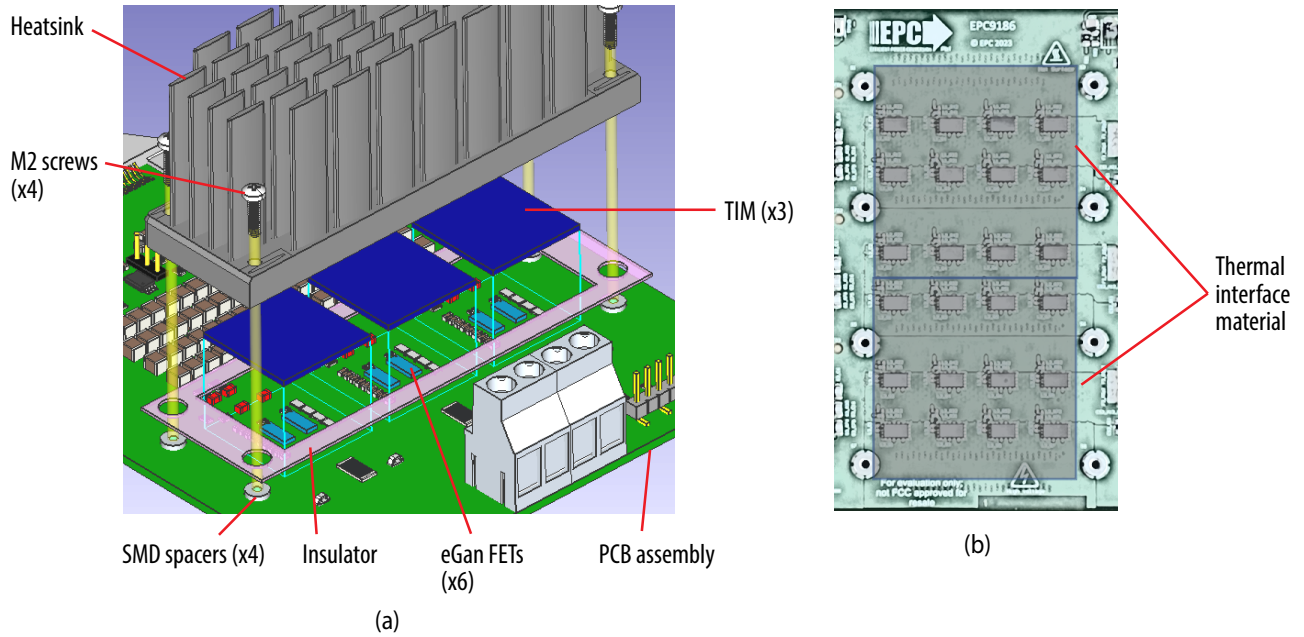 Heatsink
M2 screws
(x4)
TIM (x3)
SMD spacers (x4)
Insulator
eGan FETs
(x6)
PCB assembly
(a)
EPC
EPC9186
© EPC 2023
Thermal
interface
material
For evaluation only;
not FCC approved for
resale
(b)